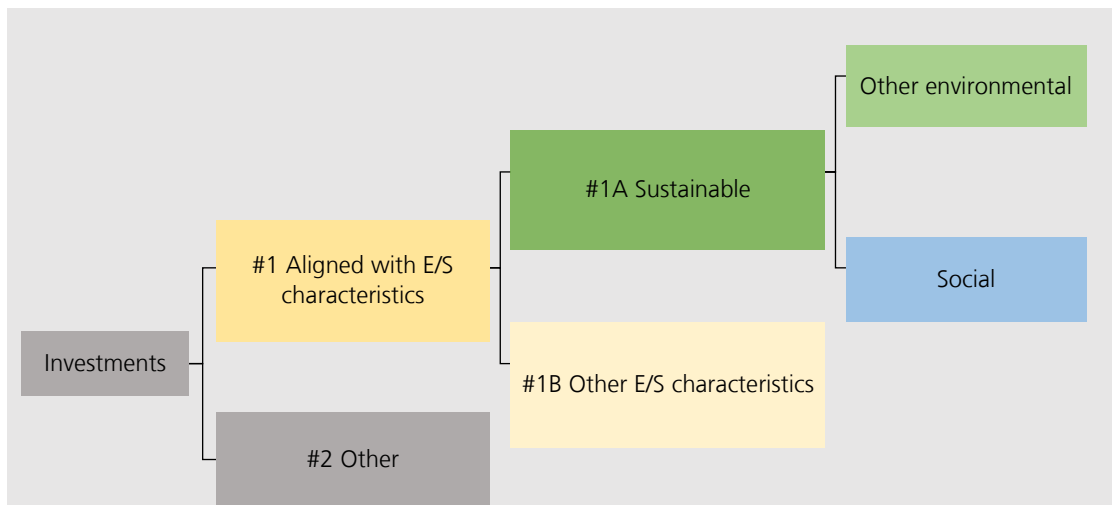 Other environmental
#1A Sustainable
#1 Aligned with E/S
characteristics
Social
Investments
#1B Other E/S characteristics
#2 Other